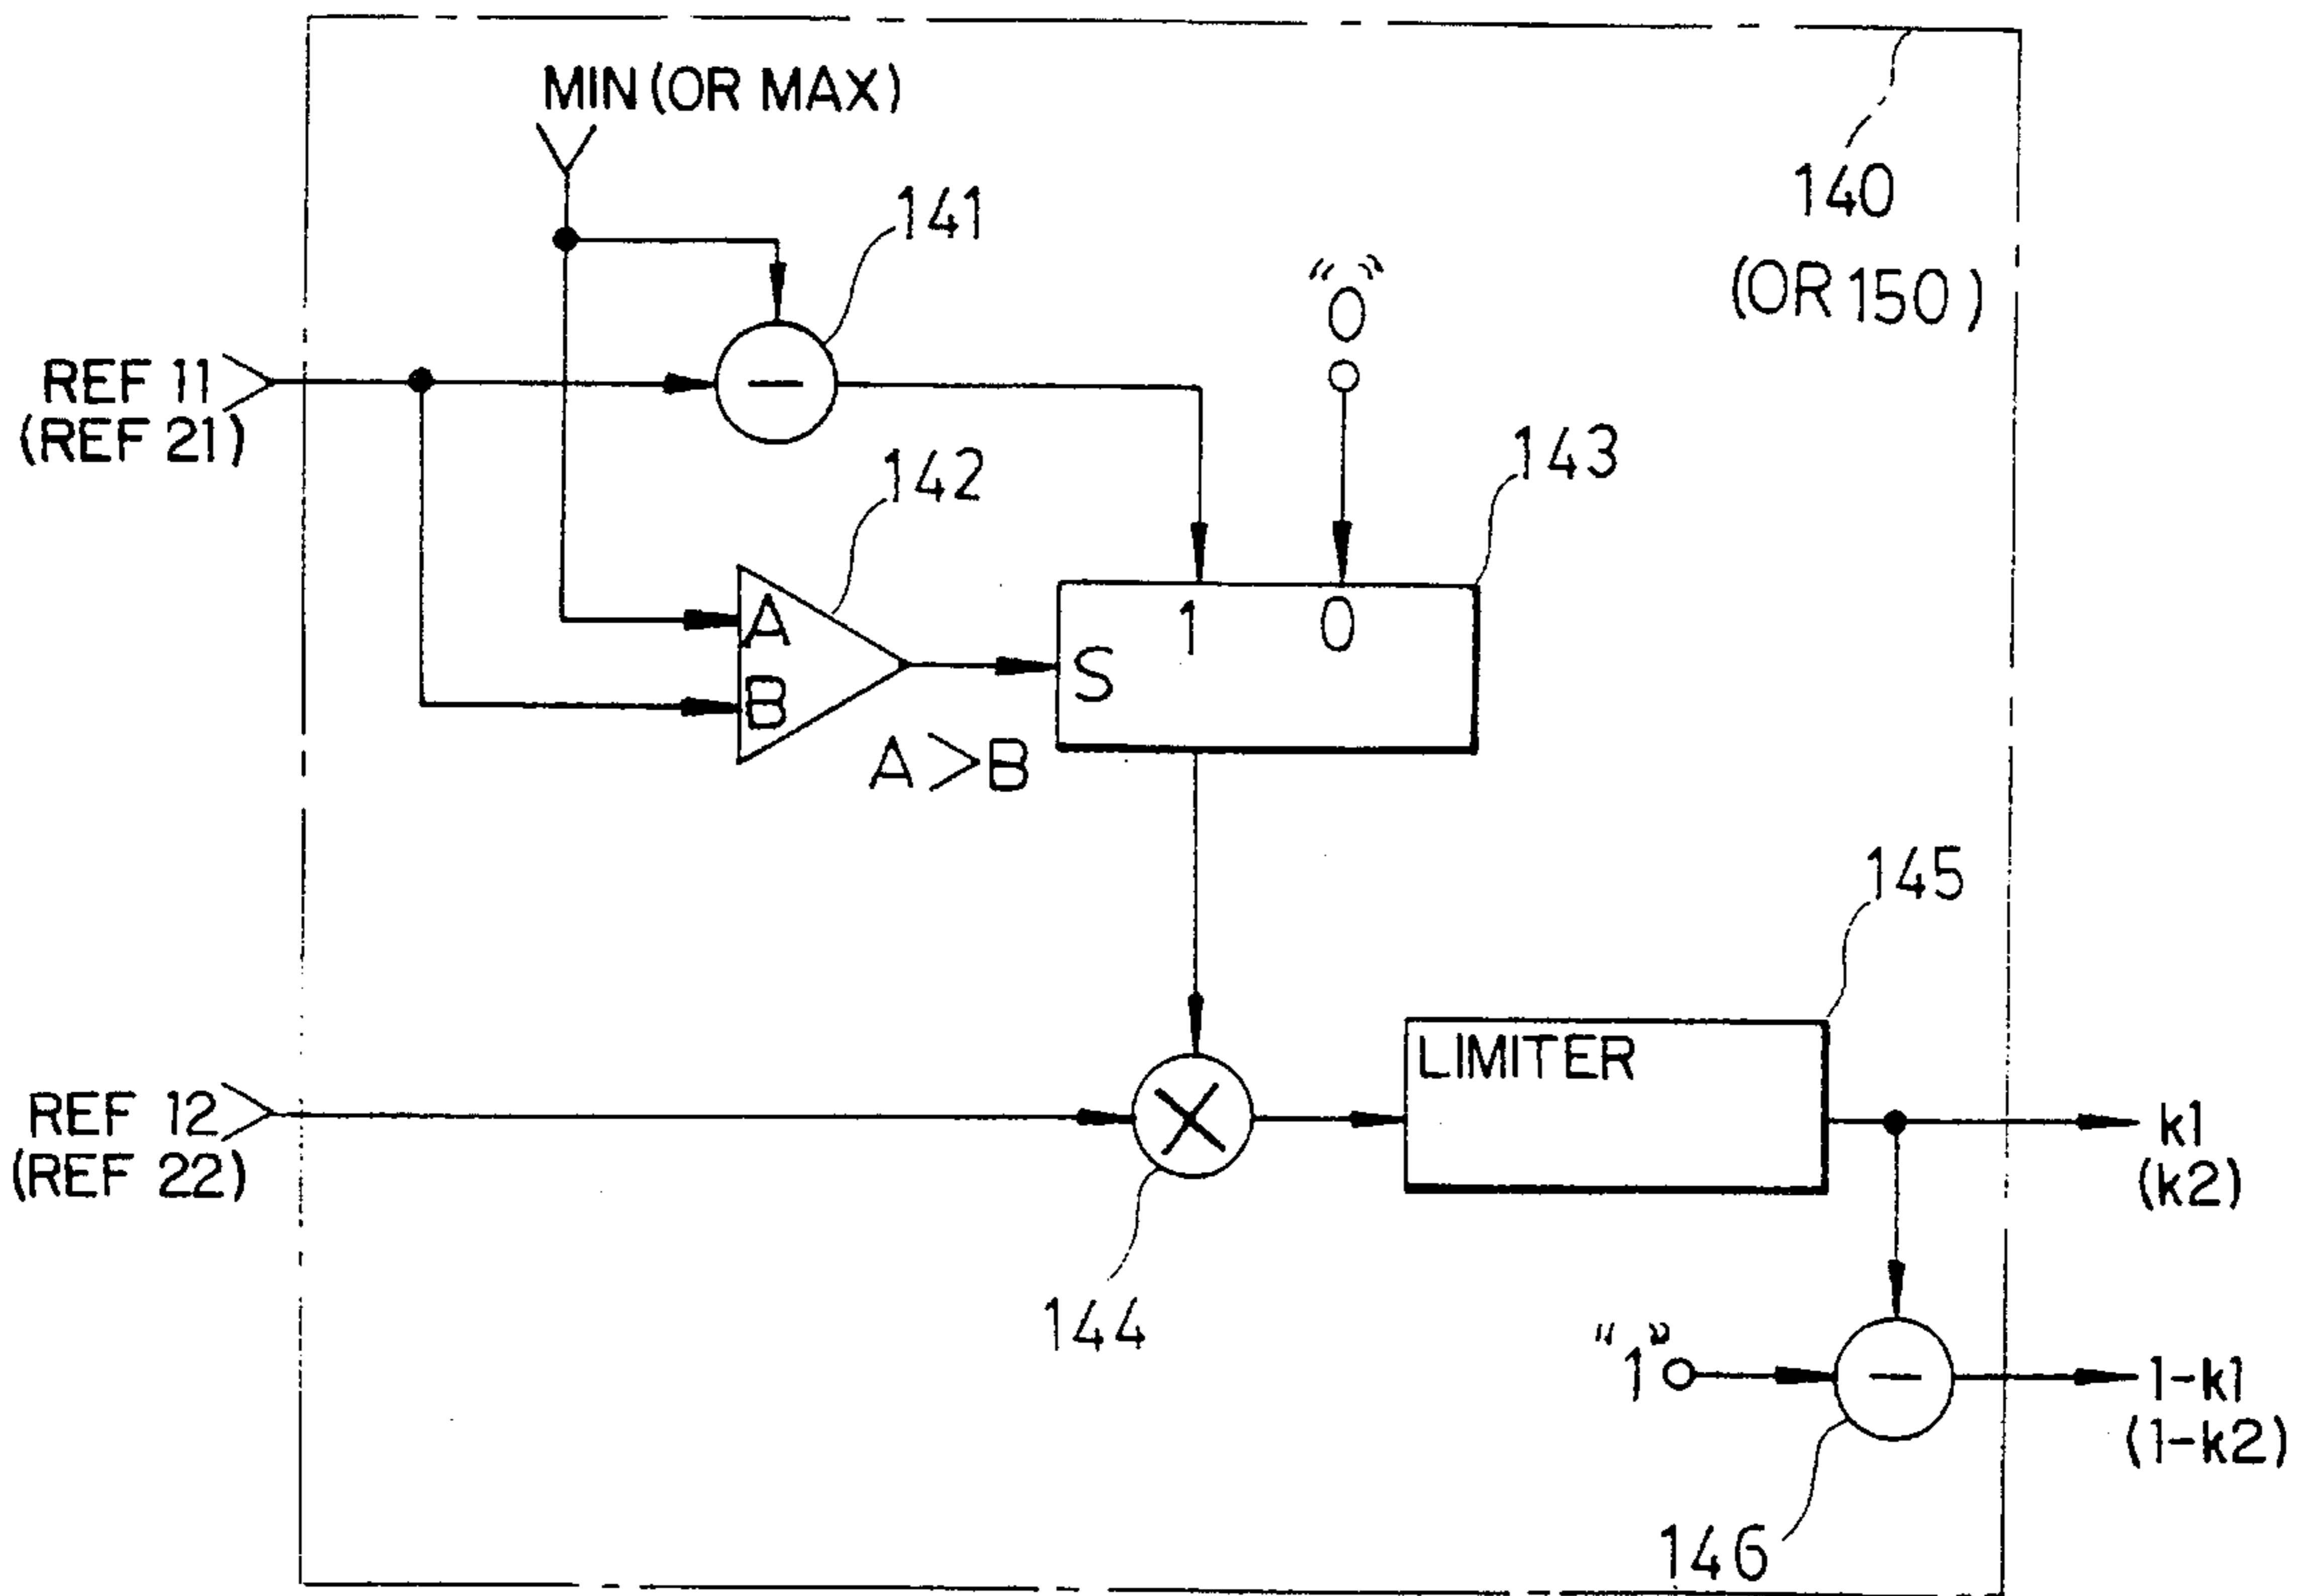 MIN (OR MAX)
140
(OR 150)
141
"0"
REF 11
(REF 21)
142
143
A
B
S
1
0
A>B
145
LIMITER
REF 12
(REF 22)
k1
(k2)
144
"1"
1-k1
(1-k2)
146